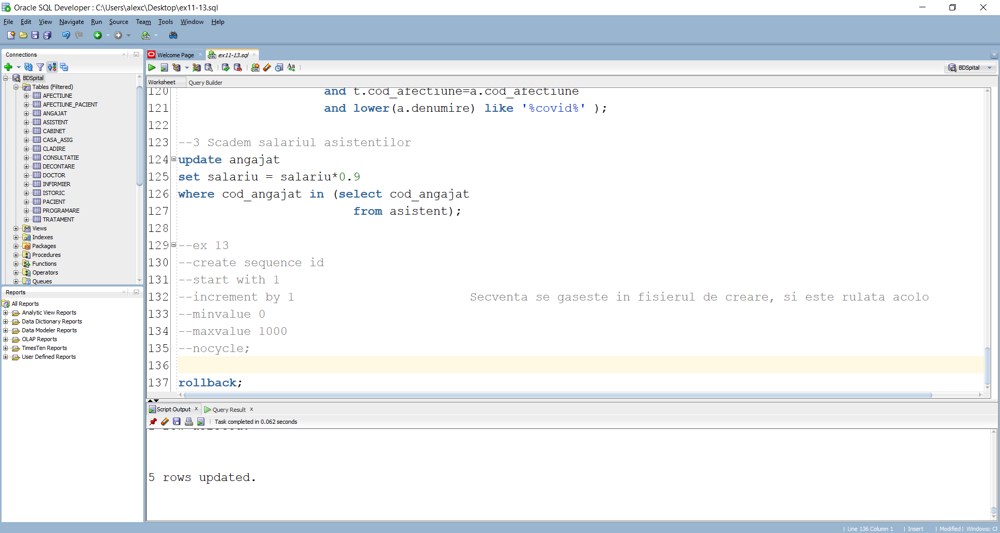 Oracle SQL Developer : C:\Users\alexc\Desktop\ex11-13.sql
File Edit View Navigate Run Source Team Tools Window Help
Connections
BDSpital
Tables (Filtered)
AFECTIUNE
AFECTIUNE_PACIENT
ANGAJAT
ASISTENT
CABINET
CASA_ASIG
CLADIRE
CONSULTATIE
DECONTARE
DOCTOR
INFIRMIER
ISTORIC
PACIENT
PROGRAMARE
TRATAMENT
Views
Indexes
Packages
Procedures
Functions
Operators
Queues
Reports
All Reports
Analytic View Reports
Data Dictionary Reports
Data Modeler Reports
OLAP Reports
TimesTen Reports
User Defined Reports
Welcome Page ex11-13.sql
BDSpital
Worksheet Query Builder
120 and t.cod_afectiune=a.cod_afectiune
121 and lower(a.denumire) like '%covid%' );
122
123 --3 Scadem salariul asistentilor
124 update angajat
125 set salariu = salariu*0.9
126 where cod_angajat in (select cod_angajat
127 from asistent);
128
129 --ex 13
130 --create sequence id
131 --start with 1
132 --increment by 1 Secventa se gaseste in fisierul de creare, si este rulata acolo
133 --minvalue 0
134 --maxvalue 1000
135 --nocycle;
136
137 rollback;
Script Output x Query Result x
Task completed in 0.062 seconds
5 rows updated.
Line 136 Column 1 Insert Modified Windows: